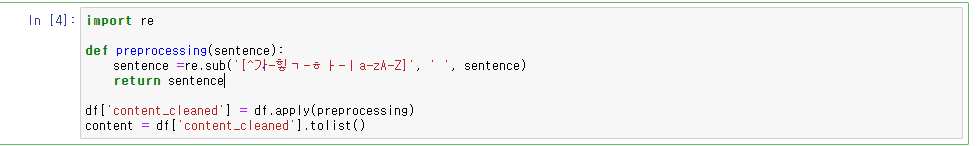 In [4]:
import re
def preprocessing(sentence):
    sentence =re.sub('[^가-힣ㄱ-ㅎㅏ-ㅣa-zA-Z]', ' ', sentence)
    return sentence
df['content_cleaned'] = df.apply(preprocessing)
content = df['content_cleaned'].tolist()